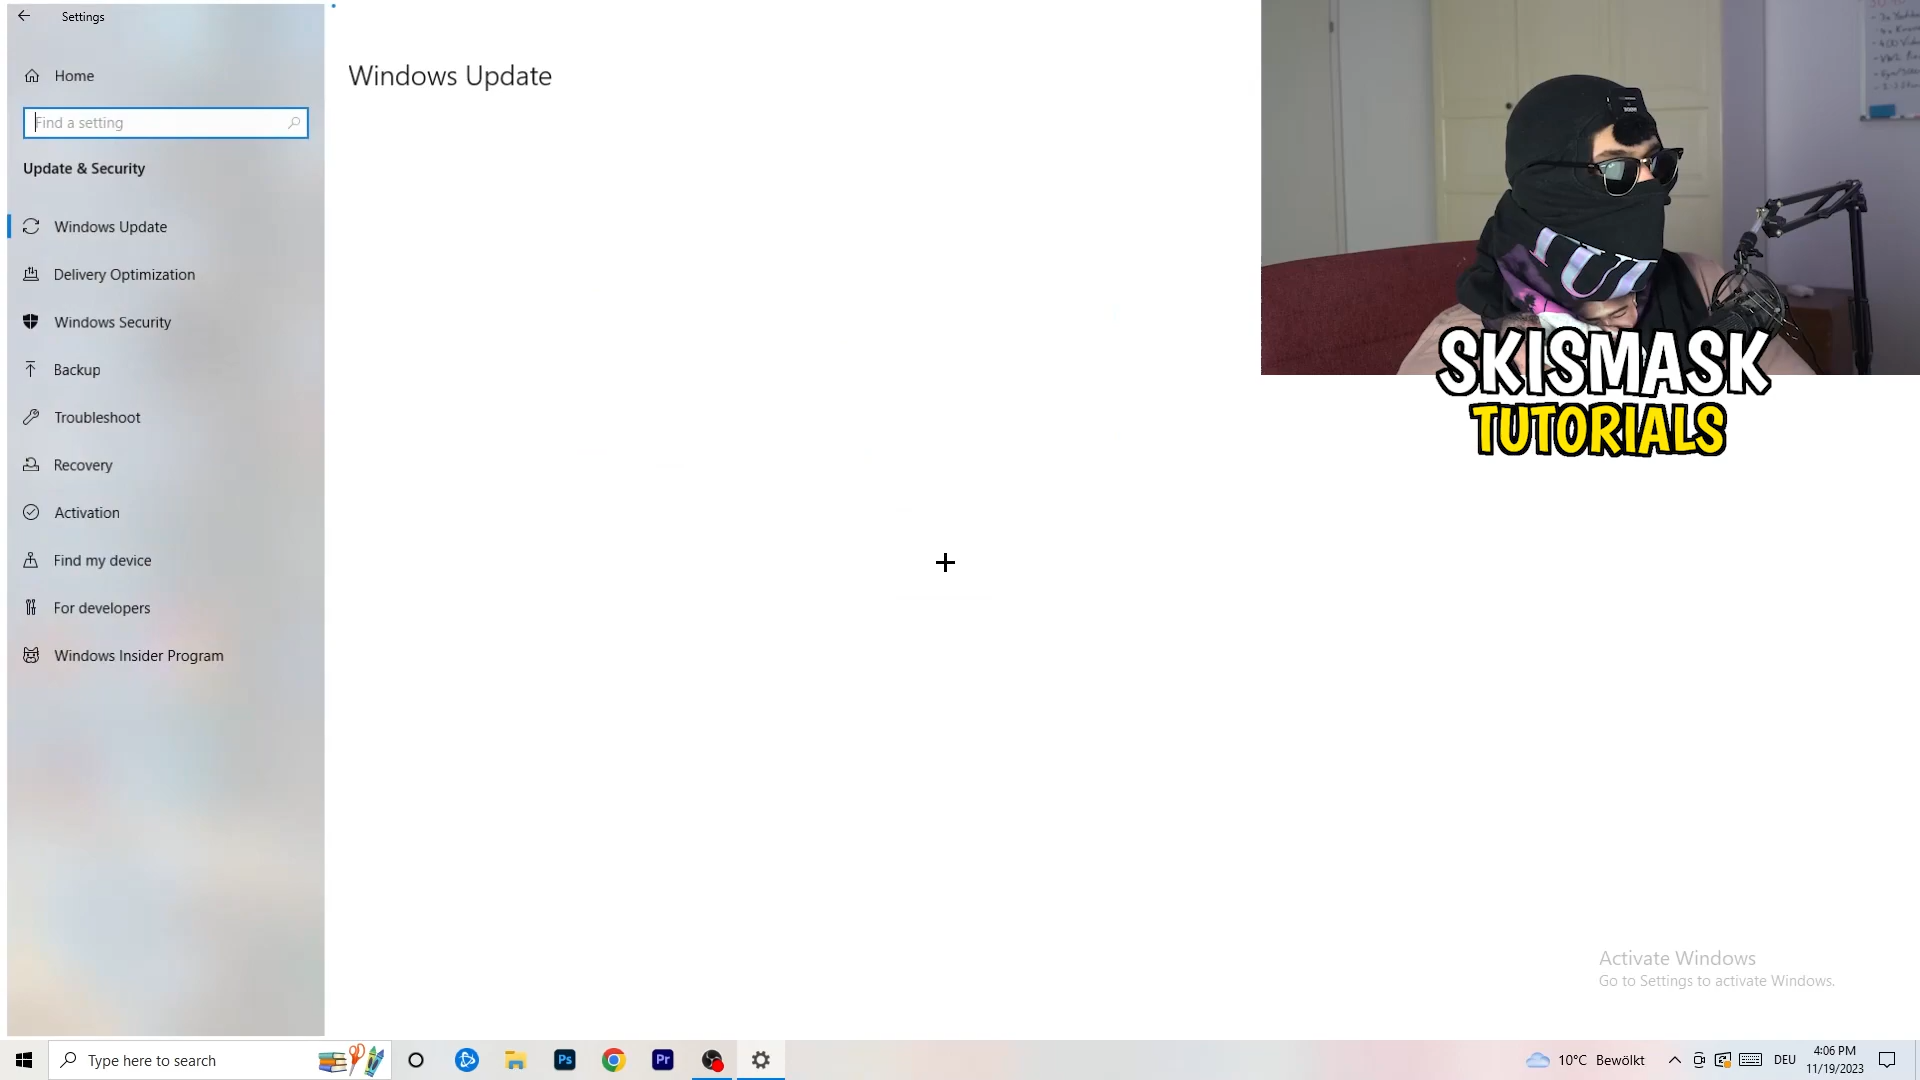 Settings
Home
Find a setting
Update & Security
Windows Update
Delivery Optimization
Windows Security
Backup
Troubleshoot
Recovery
Activation
Find my device
For developers
Windows Insider Program
Windows Update
SKISMASK
TUTORIALS
Activate Windows
Go to Settings to activate Windows.
Type here to search
Ps
Pr
10°C Bewölkt
DEU
4:06 PM
11/19/2023